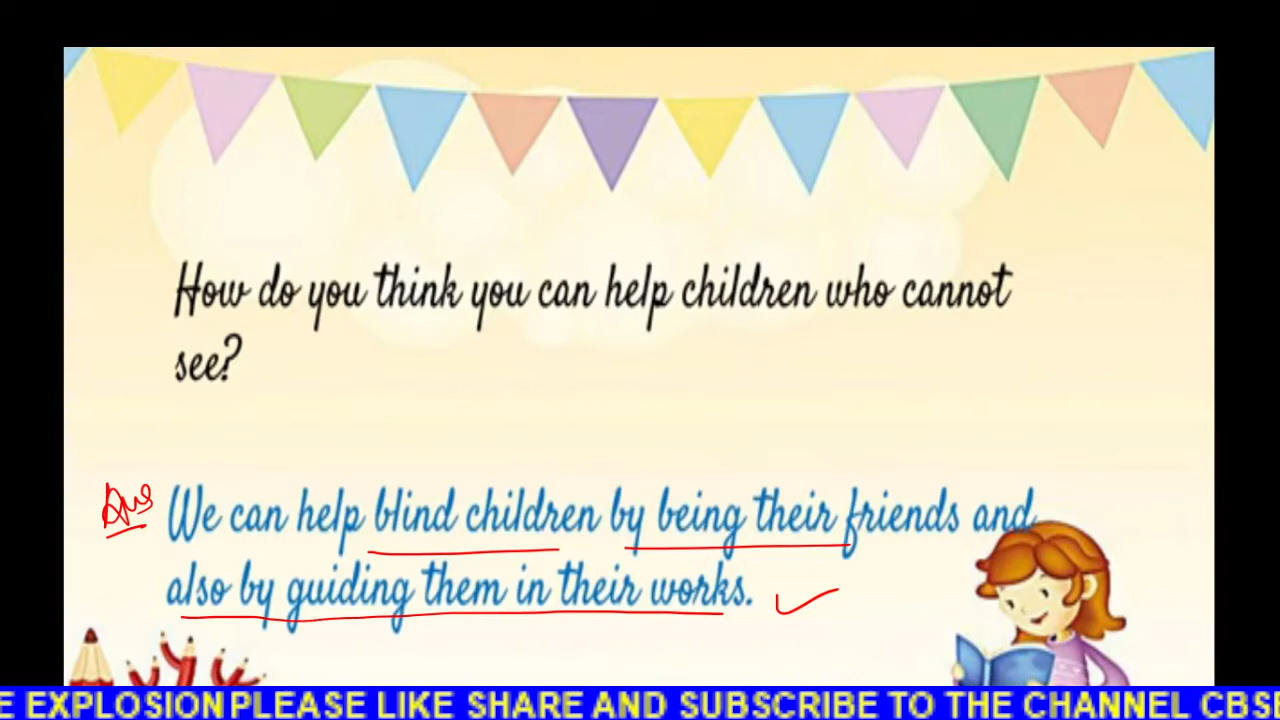 How do you think you can help children who cannot
see?
Ans We can help blind children by being their friends and
also by guiding them in their works.
E EXPLOSION PLEASE LIKE SHARE AND SUBSCRIBE TO THE CHANNEL CBS